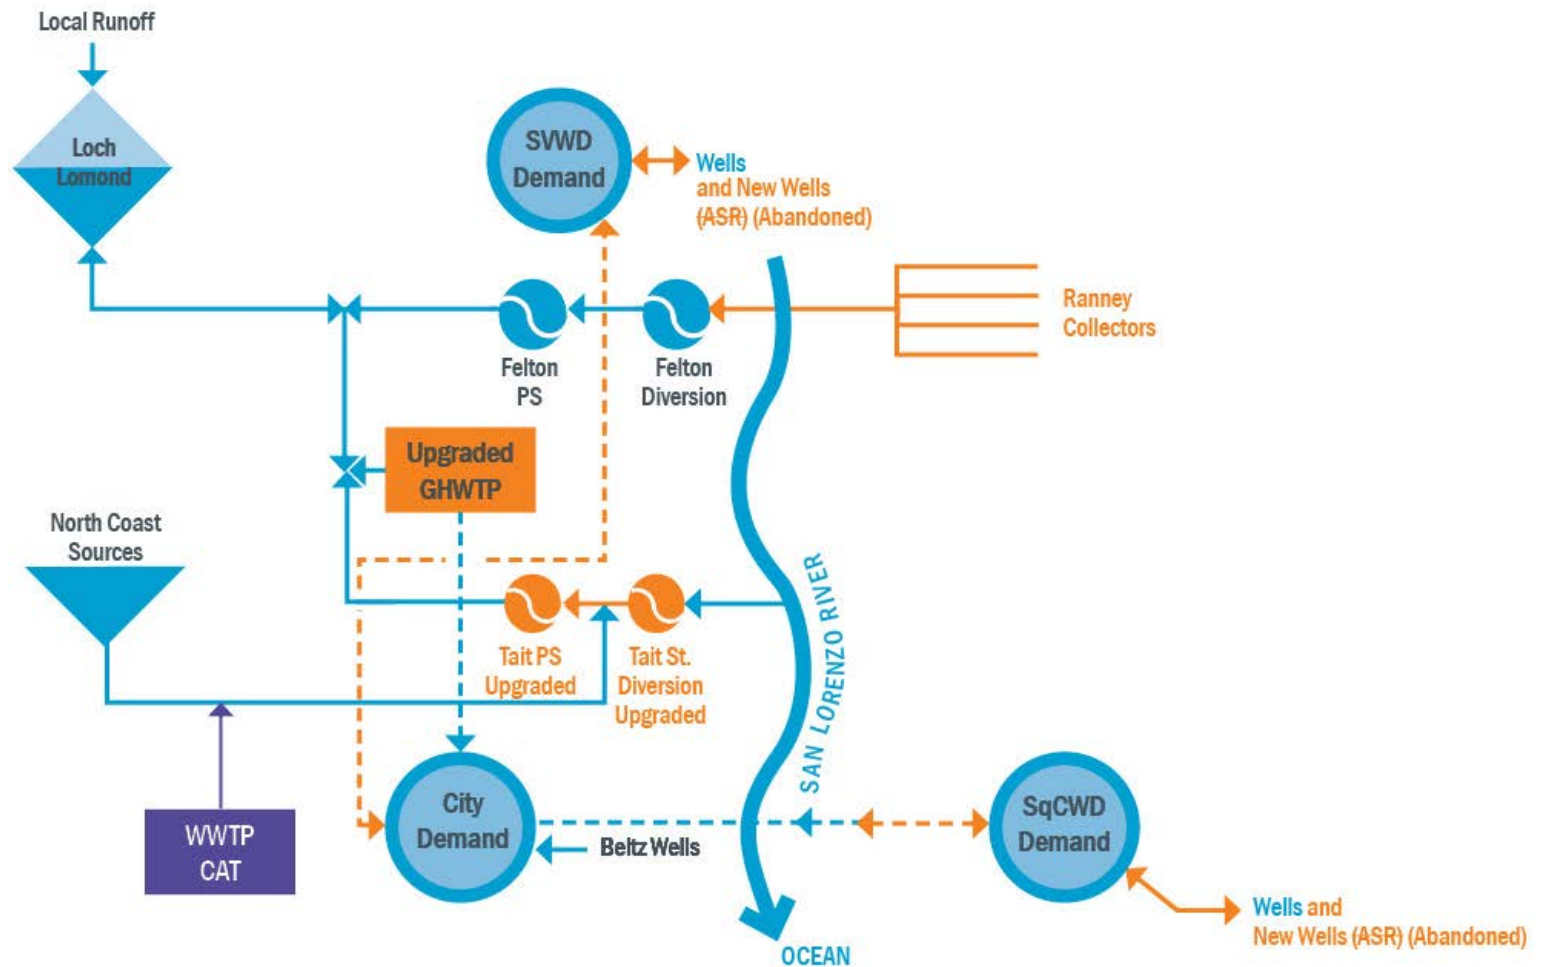 Local Runoff
Loch
Lomond
SVWD
Demand
Wells
and New Wells
(ASR) (Abandoned)
Ranney
Collectors
Felton
PS
Felton
Diversion
Upgraded
GHWTP
North Coast
Sources
Tait PS
Upgraded
Tait St.
Diversion
Upgraded
SAN LORENZO RIVER
WWTP
CAT
City
Demand
Beltz Wells
SqCWD
Demand
Wells and
New Wells (ASR) (Abandoned)
OCEAN